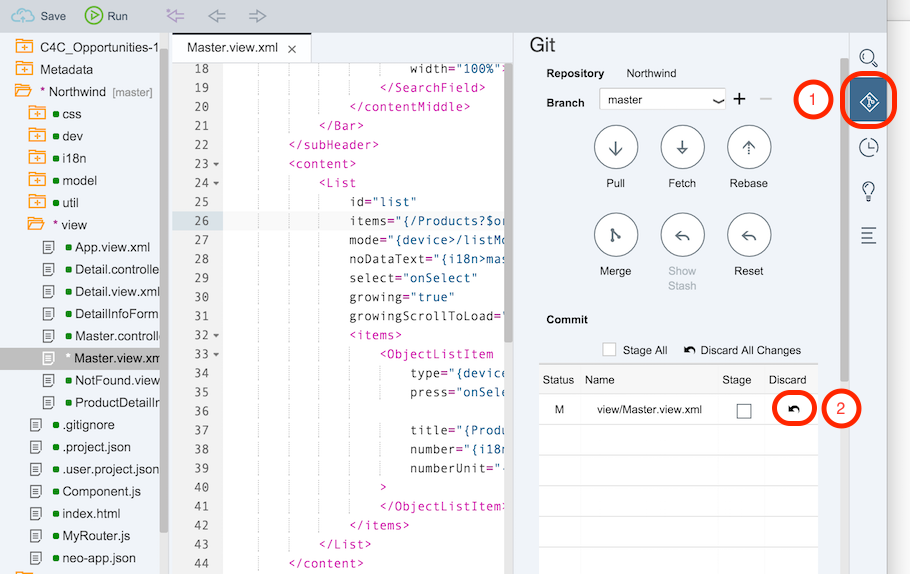 Save Run
C4C_Opportunities-1
Metadata
* Northwind [master]
css
dev
i18n
model
util
* view
App.view.xml
Detail.controlle
Detail.view.xml
DetailInfoForm
Master.controll
* Master.view.xm
NotFound.view
ProductDetailIn
.gitignore
.project.json
.user.project.json
Component.js
index.html
MyRouter.js
neo-app.json
Master.view.xml ×
18 width="100%">
19 </SearchField>
20 </contentMiddle>
21 </Bar>
22 </subHeader>
23 <content>
24 <List
25 id="list"
26 items="{/Products?$or
27 mode="{device>/listMo
28 noDataText="{i18n>mas
29 select="onSelect"
30 growing="true"
31 growingScrollToLoad="
32 <items>
33 <ObjectListItem
34 type="{device
35 press="onSele
36
37 title="{Produ
38 number="{i18n
39 numberUnit="
40 >
41 </ObjectListItem>
42 </items>
43 </List>
44 </content>
Git
Repository Northwind
Branch master + −
Pull Fetch Rebase
Merge Show Stash Reset
Commit
Stage All Discard All Changes
Status Name Stage Discard
M view/Master.view.xml
1
2